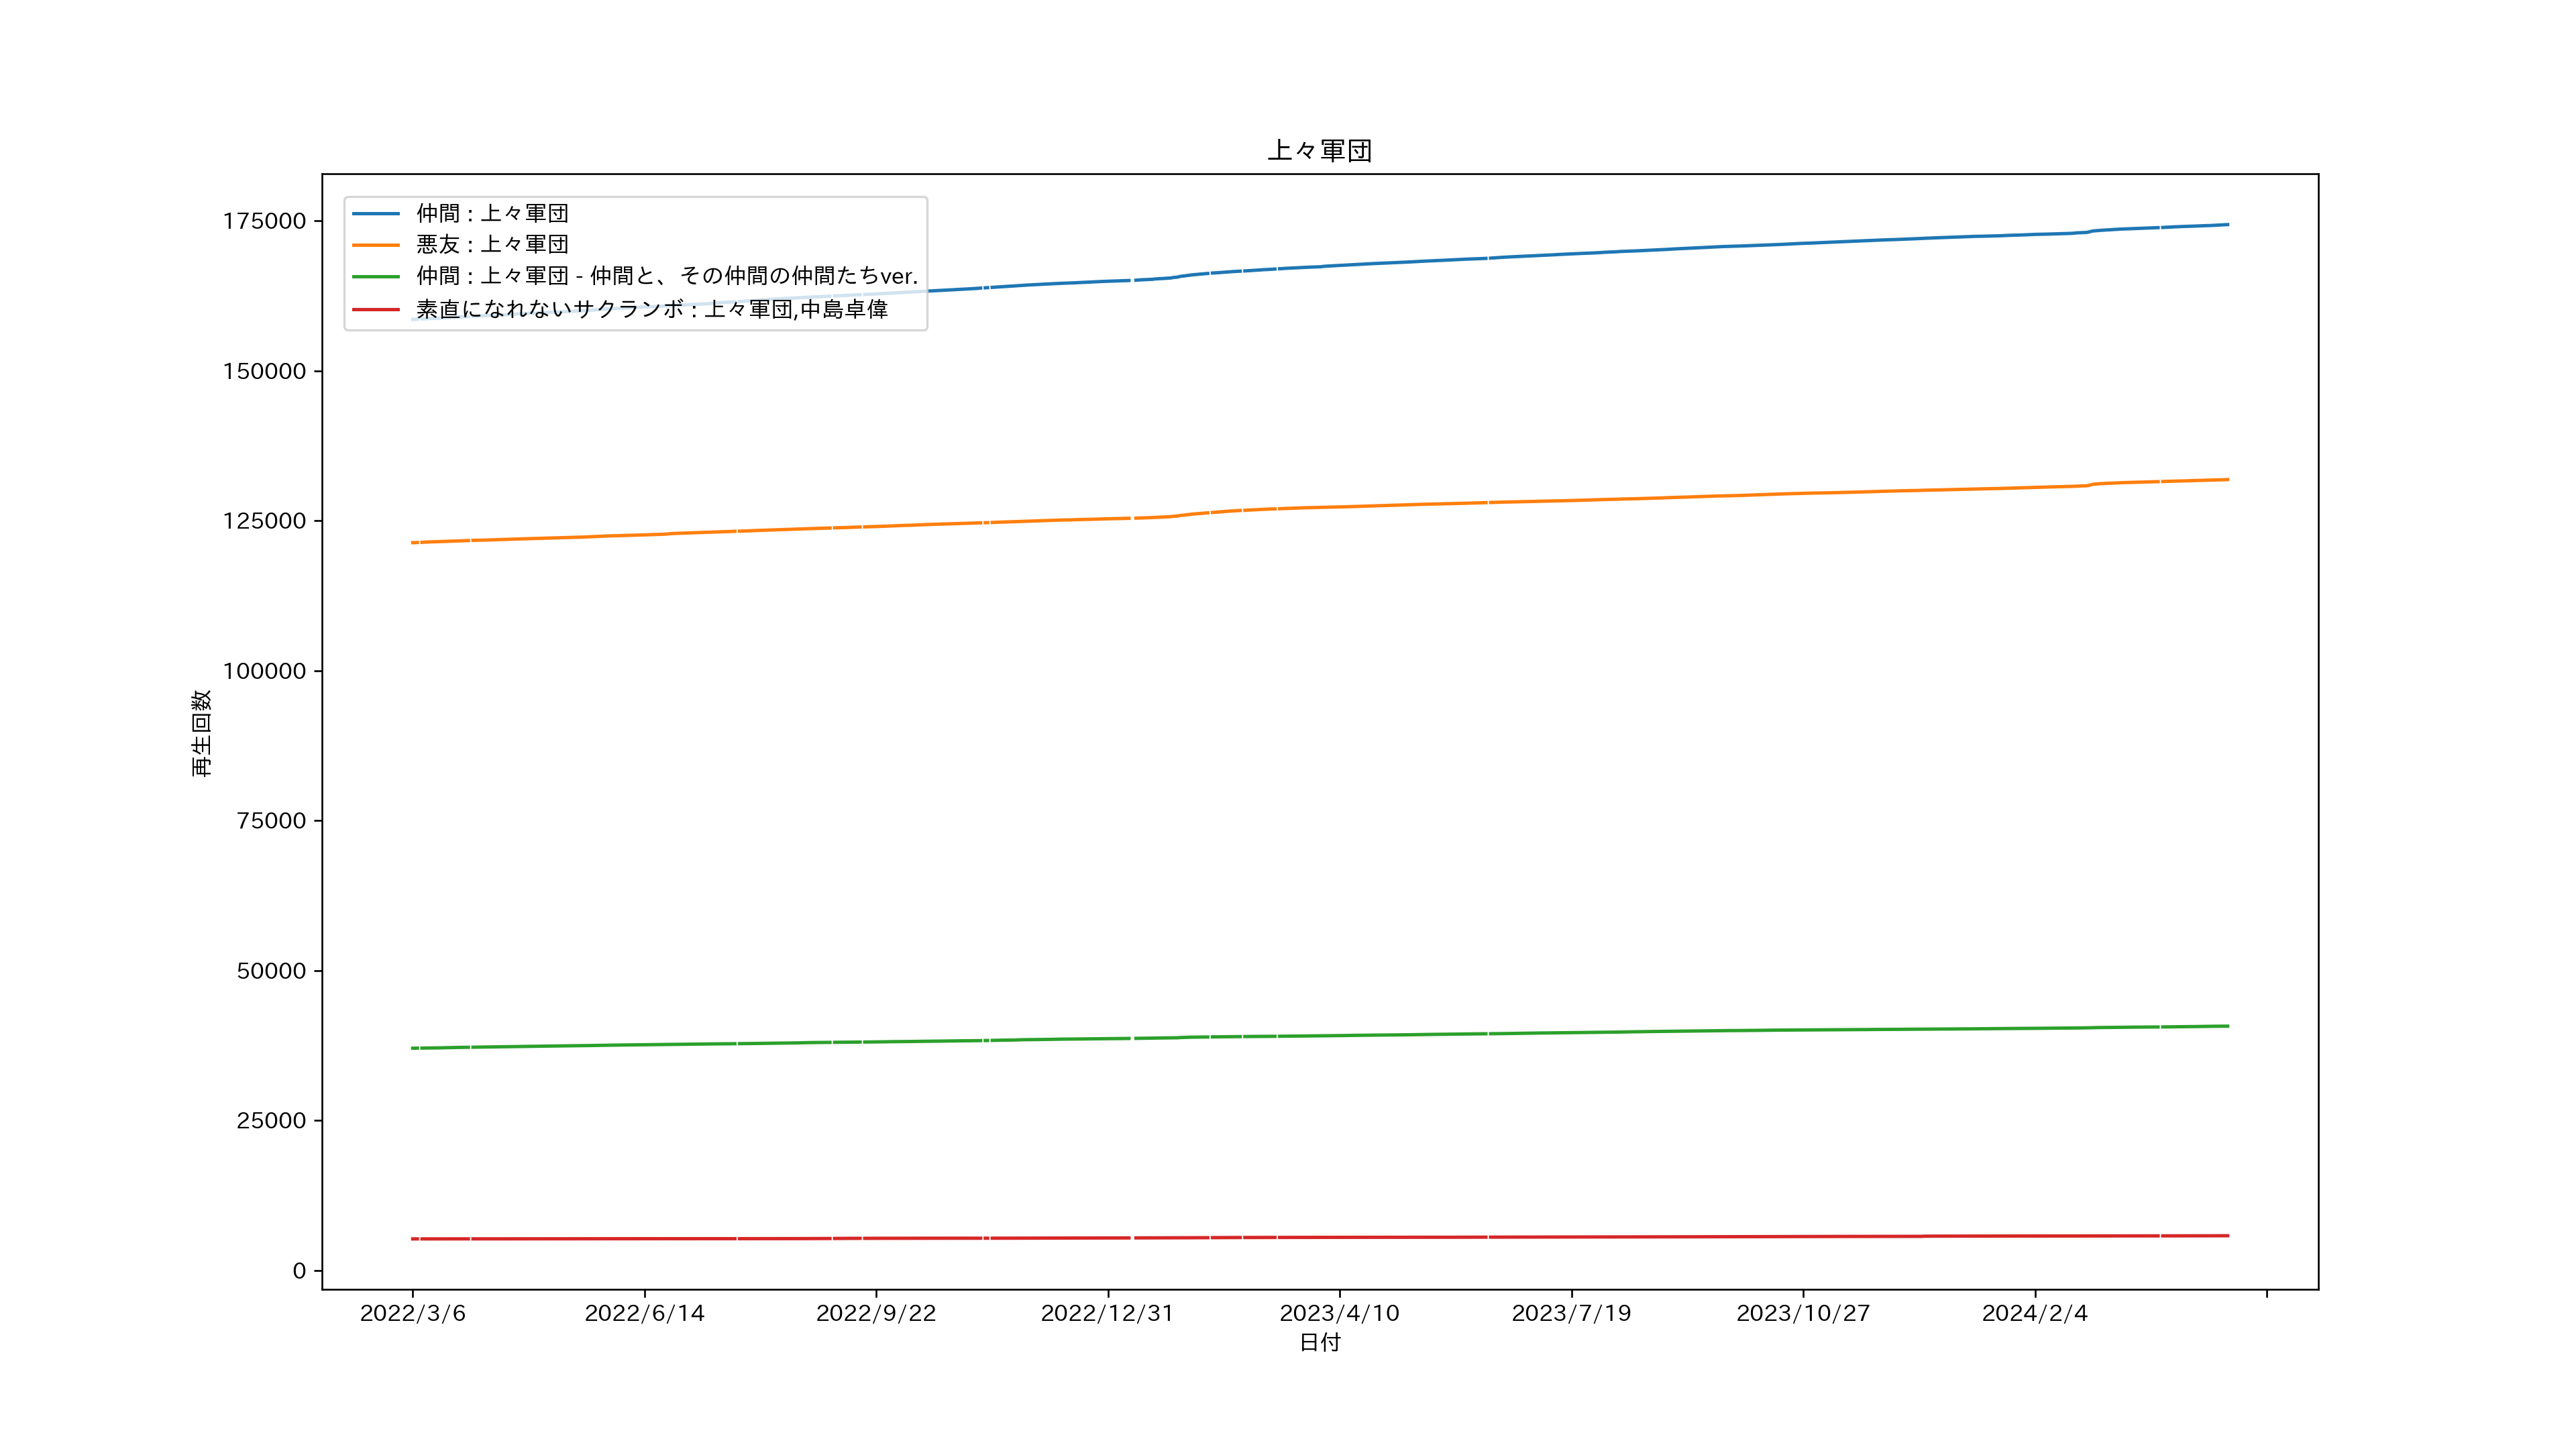 上々軍団
仲間 : 上々軍団
悪友 : 上々軍団
仲間 : 上々軍団 - 仲間と、その仲間の仲間たちver.
素直になれないサクランボ : 上々軍団,中島卓偉
175000
150000
125000
100000
75000
50000
25000
0
再生回数
2022/3/6 2022/6/14 2022/9/22 2022/12/31 2023/4/10 2023/7/19 2023/10/27 2024/2/4
日付